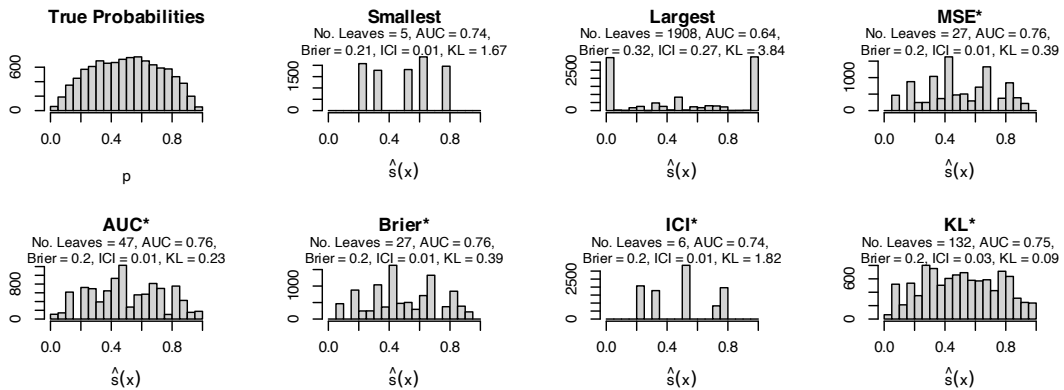 True Probabilities
600
0
0.0 0.4 0.8
p
Smallest
No. Leaves = 5, AUC = 0.74,
Brier = 0.21, ICI = 0.01, KL = 1.67
1500
0
0.0 0.4 0.8
ŝ(x)
Largest
No. Leaves = 1908, AUC = 0.64,
Brier = 0.32, ICI = 0.27, KL = 3.84
2500
0
0.0 0.4 0.8
ŝ(x)
MSE*
No. Leaves = 27, AUC = 0.76,
Brier = 0.2, ICI = 0.01, KL = 0.39
1000
0
0.0 0.4 0.8
ŝ(x)
AUC*
No. Leaves = 47, AUC = 0.76,
Brier = 0.2, ICI = 0.01, KL = 0.23
800
0
0.0 0.4 0.8
ŝ(x)
Brier*
No. Leaves = 27, AUC = 0.76,
Brier = 0.2, ICI = 0.01, KL = 0.39
1000
0
0.0 0.4 0.8
ŝ(x)
ICI*
No. Leaves = 6, AUC = 0.74,
Brier = 0.2, ICI = 0.01, KL = 1.82
2500
0
0.0 0.4 0.8
ŝ(x)
KL*
No. Leaves = 132, AUC = 0.75,
Brier = 0.2, ICI = 0.03, KL = 0.09
800
0
0.0 0.4 0.8
ŝ(x)